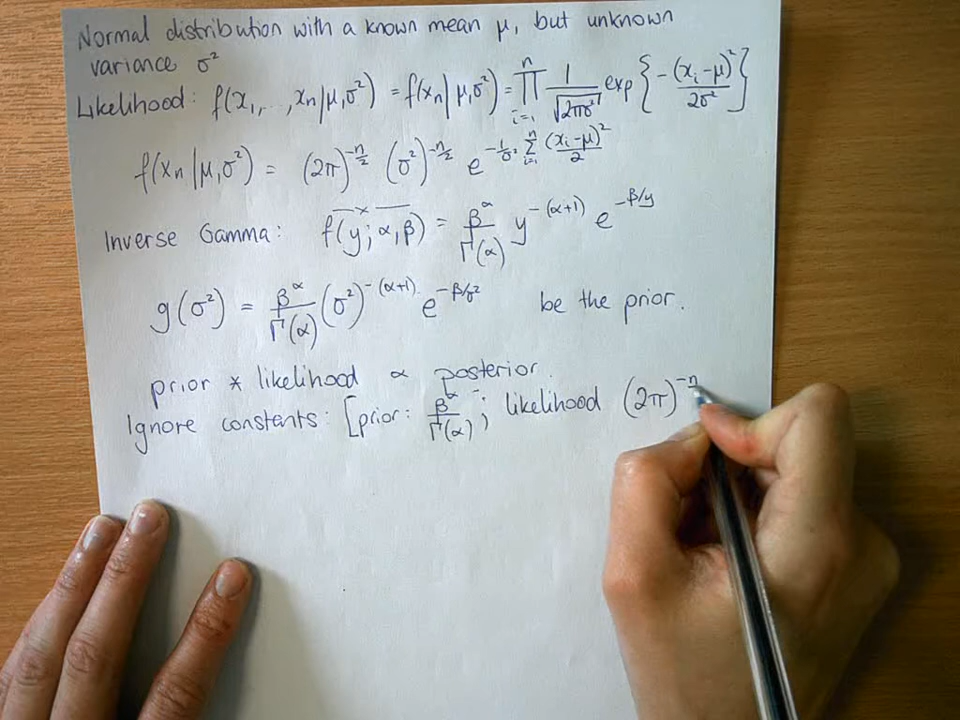 Normal distribution with a known mean μ, but unknown
variance σ²
Likelihood: f(x₁,..., xₙ|μ,σ²) = f(xₙ|μ,σ²) = ∏ᵢ₌₁ⁿ 1/√(2πσ²) exp{-(xᵢ-μ)²/2σ²}
f(xₙ|μ,σ²) = (2π)^(-n/2) (σ²)^(-n/2) e^(-1/σ² Σᵢ₌₁ⁿ (xᵢ-μ)²/2)
Inverse Gamma: f(y; α, β) = β^α/Γ(α) y^(-(α+1)) e^(-β/y)
g(σ²) = β^α/Γ(α) (σ²)^(-(α+1)) e^(-β/σ²) be the prior.
prior * likelihood ∝ posterior.
Ignore constants: [prior: β^α/Γ(α) ; likelihood (2π)^(-n